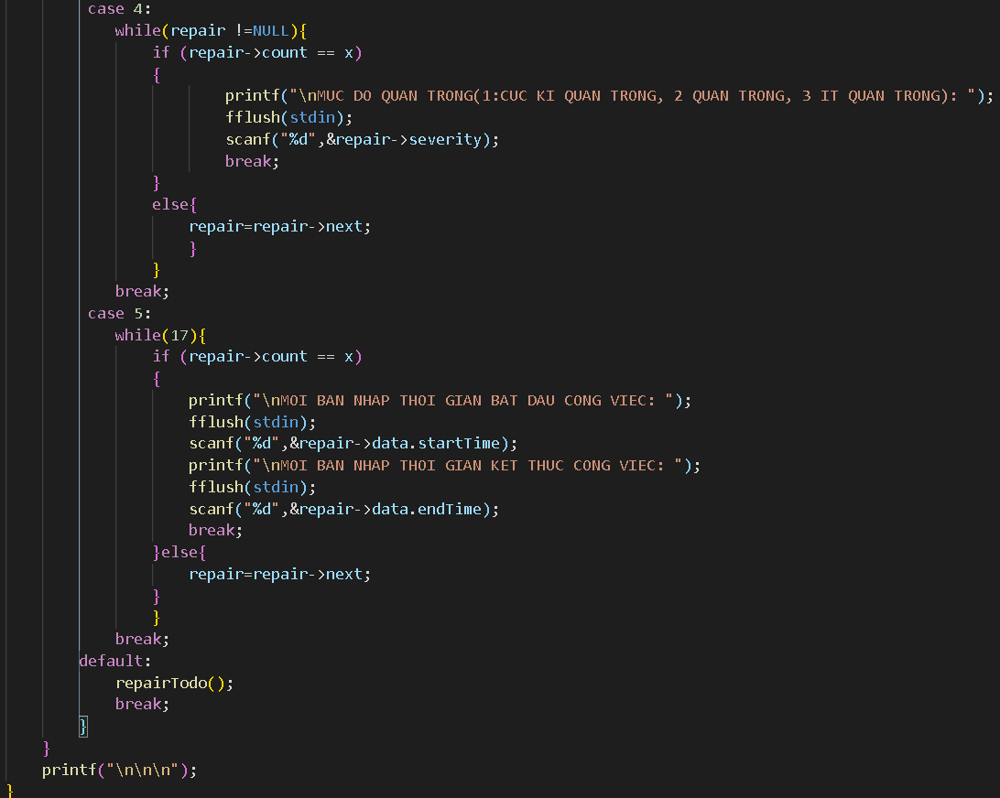 case 4:
while(repair !=NULL){
if (repair->count == x)
{
printf("\nMUC DO QUAN TRONG(1:CUC KI QUAN TRONG, 2 QUAN TRONG, 3 IT QUAN TRONG): ");
fflush(stdin);
scanf("%d",&repair->severity);
break;
}
else{
repair=repair->next;
}
}
break;
case 5:
while(17){
if (repair->count == x)
{
printf("\nMOI BAN NHAP THOI GIAN BAT DAU CONG VIEC: ");
fflush(stdin);
scanf("%d",&repair->data.startTime);
printf("\nMOI BAN NHAP THOI GIAN KET THUC CONG VIEC: ");
fflush(stdin);
scanf("%d",&repair->data.endTime);
break;
}else{
repair=repair->next;
}
}
break;
default:
repairTodo();
break;
}
}
printf("\n\n\n");
}